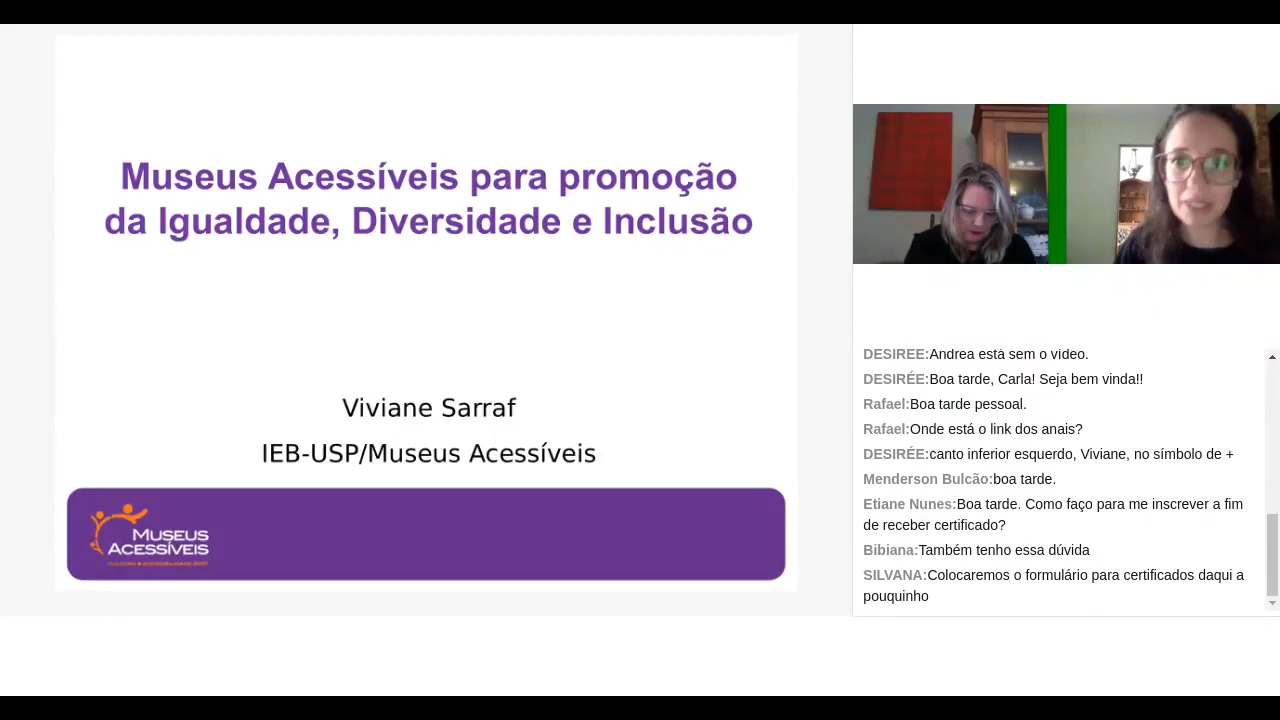 Museus Acessíveis para promoção
da Igualdade, Diversidade e Inclusão
Viviane Sarraf
IEB-USP/Museus Acessíveis
MUSEUS
ACESSÍVEIS
DESIREE:Andrea está sem o vídeo.
DESIRÉE:Boa tarde, Carla! Seja bem vinda!!
Rafael:Boa tarde pessoal.
Rafael:Onde está o link dos anais?
DESIRÉE:canto inferior esquerdo, Viviane, no símbolo de +
Menderson Bulcão:boa tarde.
Etiane Nunes:Boa tarde. Como faço para me inscrever a fim
de receber certificado?
Bibiana:Também tenho essa dúvida
SILVANA:Colocaremos o formulário para certificados daqui a
pouquinho